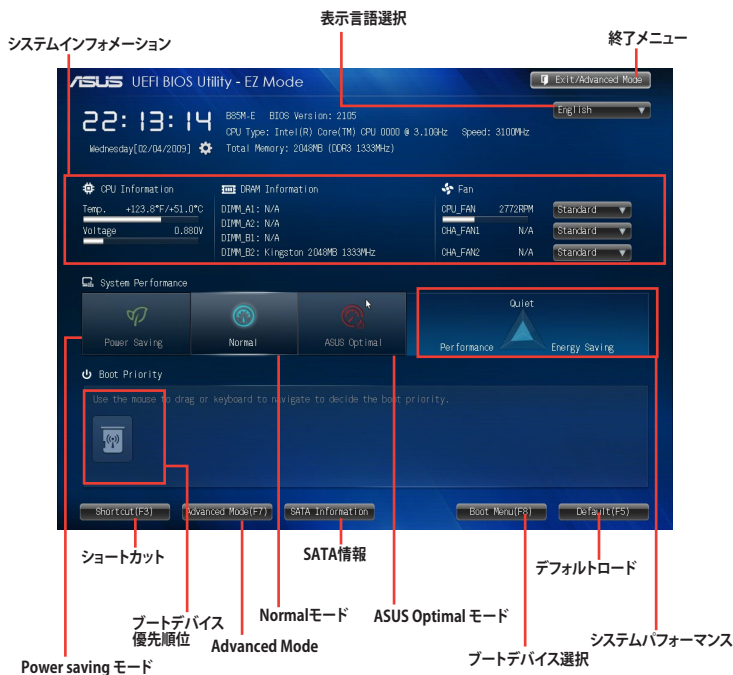 表示言語選択
システムインフォメーション
終了メニュー
ASUS UEFI BIOS Utility - EZ Mode
Exit/Advanced Mode
English
22:13:14
Wednesday[02/04/2009]
B85M-E BIOS Version: 2105
CPU Type: Intel(R) Core(TM) CPU 0000 @ 3.10GHz Speed: 3100MHz
Total Memory: 2048MB (DDR3 1333MHz)
CPU Information
Temp. +123.8°F/+51.0°C
Voltage 0.880V
DRAM Information
DIMM_A1: N/A
DIMM_A2: N/A
DIMM_B1: N/A
DIMM_B2: Kingston 2048MB 1333MHz
Fan
CPU_FAN 2772RPM Standard
CHA_FAN1 N/A Standard
CHA_FAN2 N/A Standard
System Performance
Power Saving
Normal
ASUS Optimal
Quiet
Performance
Energy Saving
Boot Priority
Use the mouse to drag or keyboard to navigate to decide the boot priority.
Shortcut(F3)
Advanced Mode(F7)
SATA Information
Boot Menu(F8)
Default(F5)
ショートカット
SATA情報
デフォルトロード
ブートデバイス
優先順位
Normalモード
ASUS Optimal モード
Advanced Mode
システムパフォーマンス
ブートデバイス選択
Power saving モード